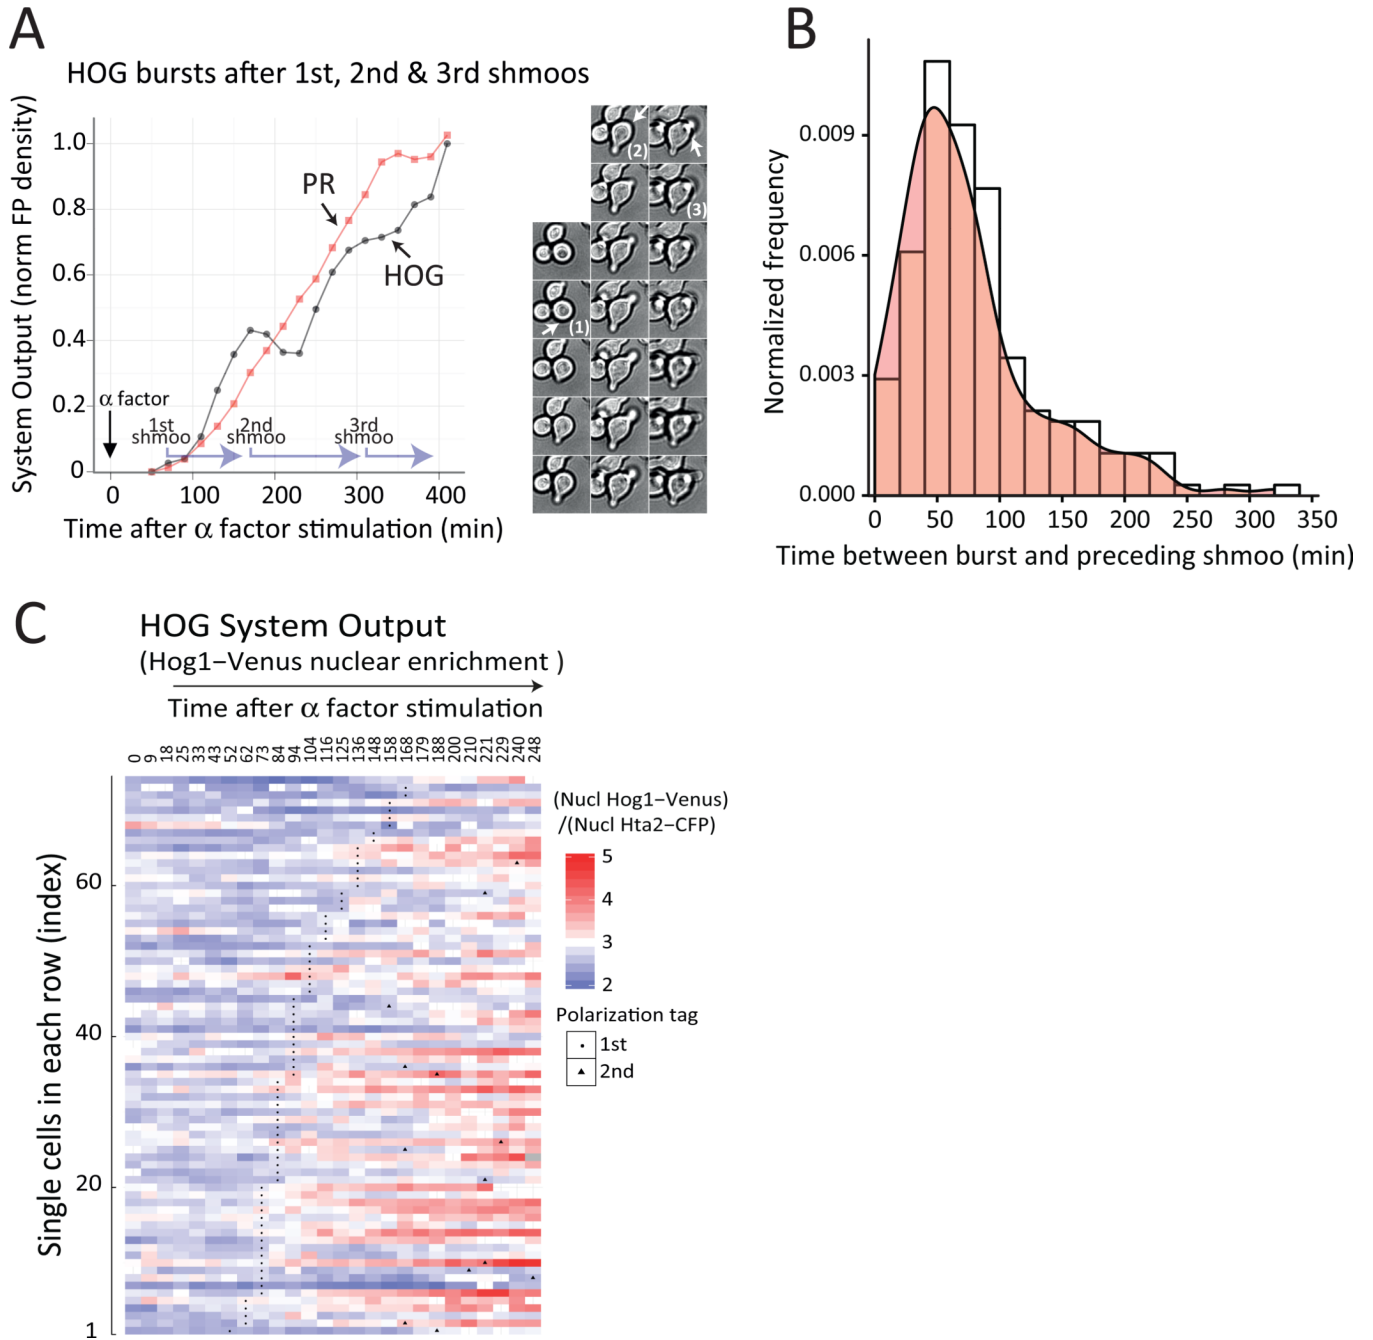 A
HOG bursts after 1st, 2nd & 3rd shmoos
System Output (norm FP density)
1.0
0.8
0.6
0.4
0.2
0
PR
HOG
α factor
1st
shmoo
2nd
shmoo
3rd
shmoo
0
100
200
300
400
Time after α factor stimulation (min)
(2)
(3)
(1)
B
Normalized frequency
0.009
0.006
0.003
0.000
0
50
100
150
200
250
300
350
Time between burst and preceding shmoo (min)
C
HOG System Output
(Hog1−Venus nuclear enrichment )
Time after α factor stimulation
0
9
18
25
33
43
52
62
73
84
94
104
116
125
136
148
158
168
179
188
200
210
221
229
240
248
Single cells in each row (index)
60
40
20
1
(Nucl Hog1−Venus)
/(Nucl Hta2−CFP)
5
4
3
2
Polarization tag
1st
2nd